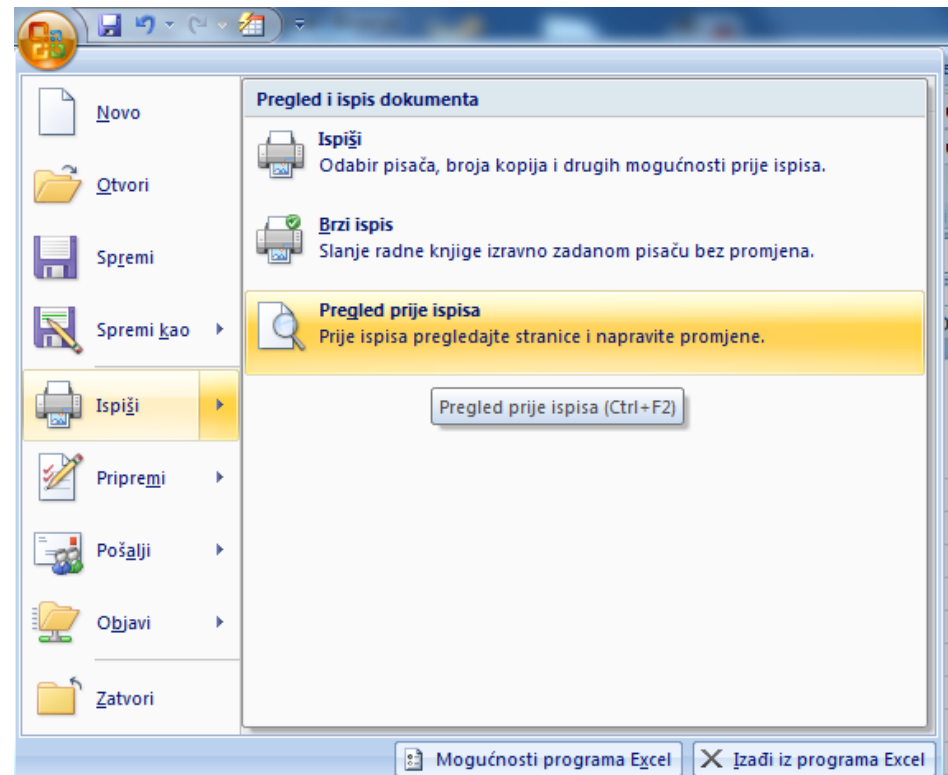 Novo
Otvori
Spremi
Spremi kao
Ispiši
Pripremi
Pošalji
Objavi
Zatvori
Pregled i ispis dokumenta
Ispiši
Odabir pisača, broja kopija i drugih mogućnosti prije ispisa.
Brzi ispis
Slanje radne knjige izravno zadanom pisaču bez promjena.
Pregled prije ispisa
Prije ispisa pregledajte stranice i napravite promjene.
Pregled prije ispisa (Ctrl+F2)
Mogućnosti programa Excel
Izađi iz programa Excel